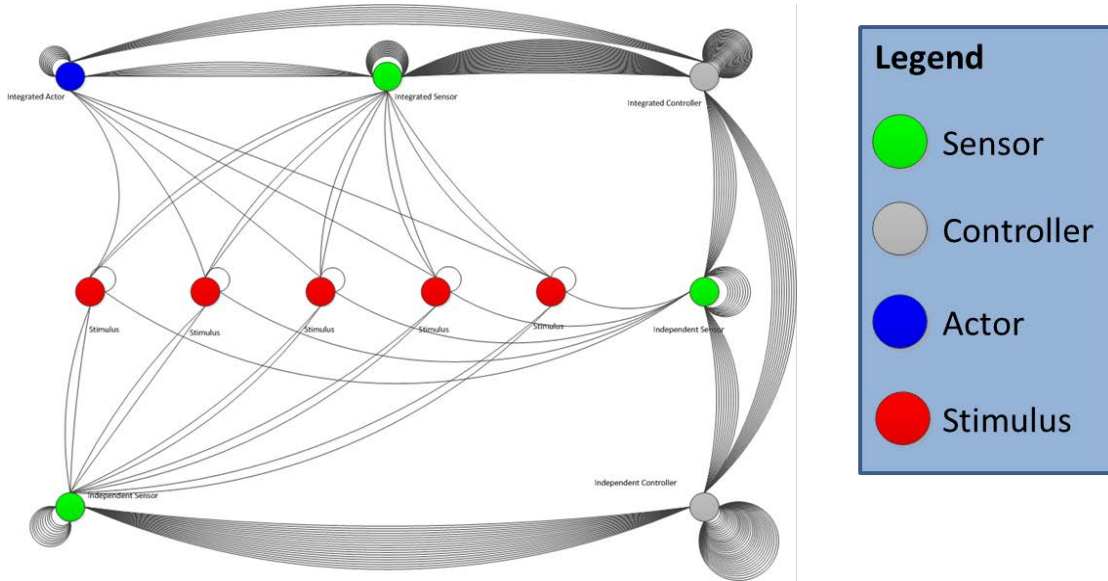 Legend
Integrated Actor
Integrated Sensor
Integrated Controller
Sensor
Controller
Actor
Stimulus
Stimulus
Stimulus
Stimulus
Stimulus
Independent Sensor
Stimulus
Independent Controller
Independent Sensor